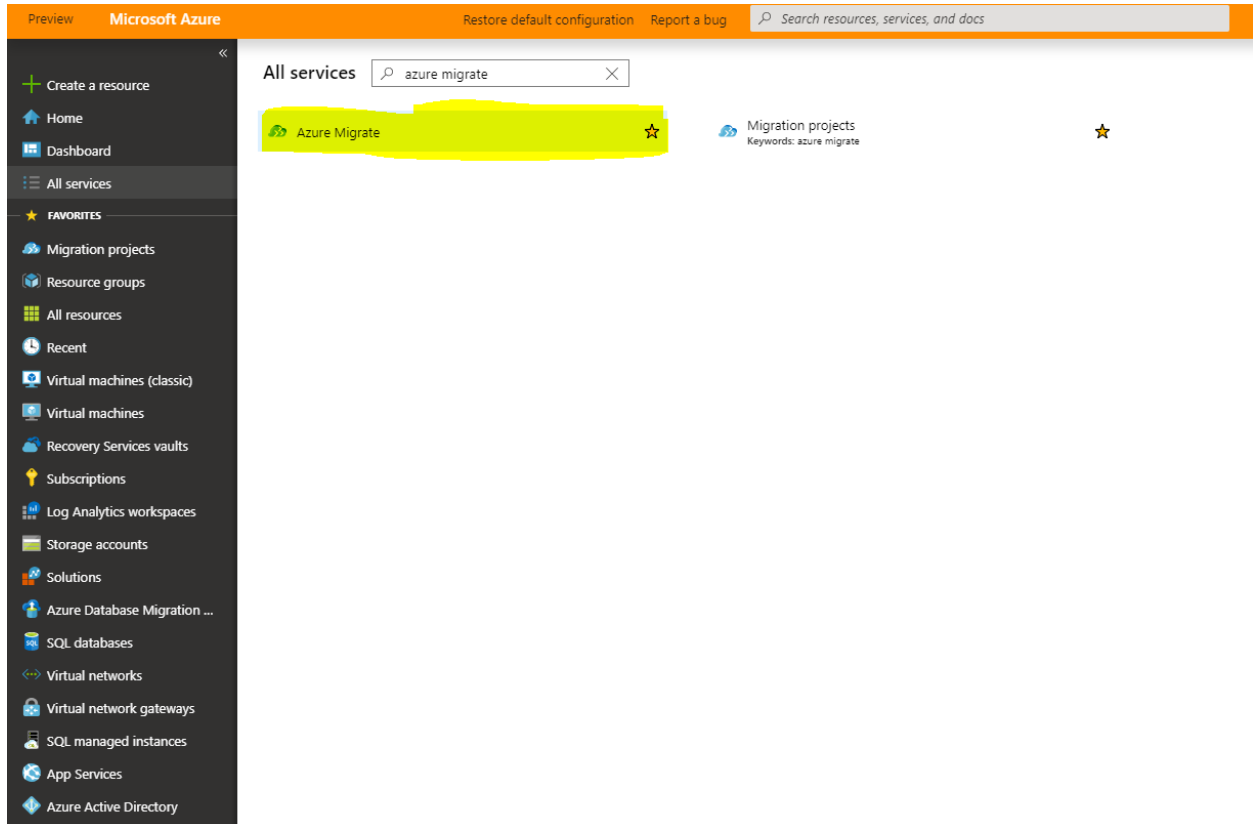 Preview Microsoft Azure Restore default configuration Report a bug Search resources, services, and docs
Create a resource
Home
Dashboard
All services
FAVORITES
Migration projects
Resource groups
All resources
Recent
Virtual machines (classic)
Virtual machines
Recovery Services vaults
Subscriptions
Log Analytics workspaces
Storage accounts
Solutions
Azure Database Migration ...
SQL databases
Virtual networks
Virtual network gateways
SQL managed instances
App Services
Azure Active Directory
All services azure migrate
Azure Migrate
Migration projects
Keywords: azure migrate